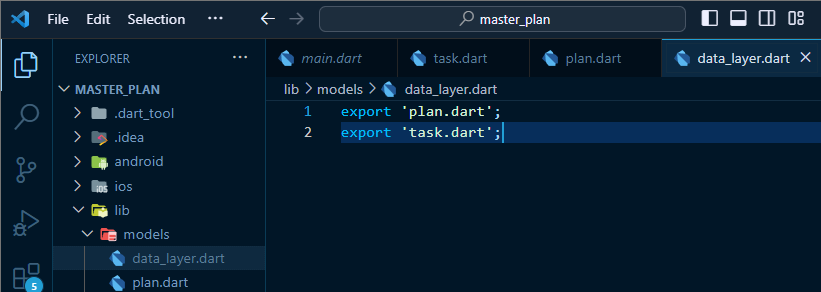 File Edit Selection ··· master_plan
EXPLORER ···
main.dart task.dart plan.dart data_layer.dart
MASTER_PLAN
lib > models > data_layer.dart
.dart_tool
1 export 'plan.dart';
.idea
2 export 'task.dart';
android
ios
iOS
lib
models
data_layer.dart
plan.dart
5